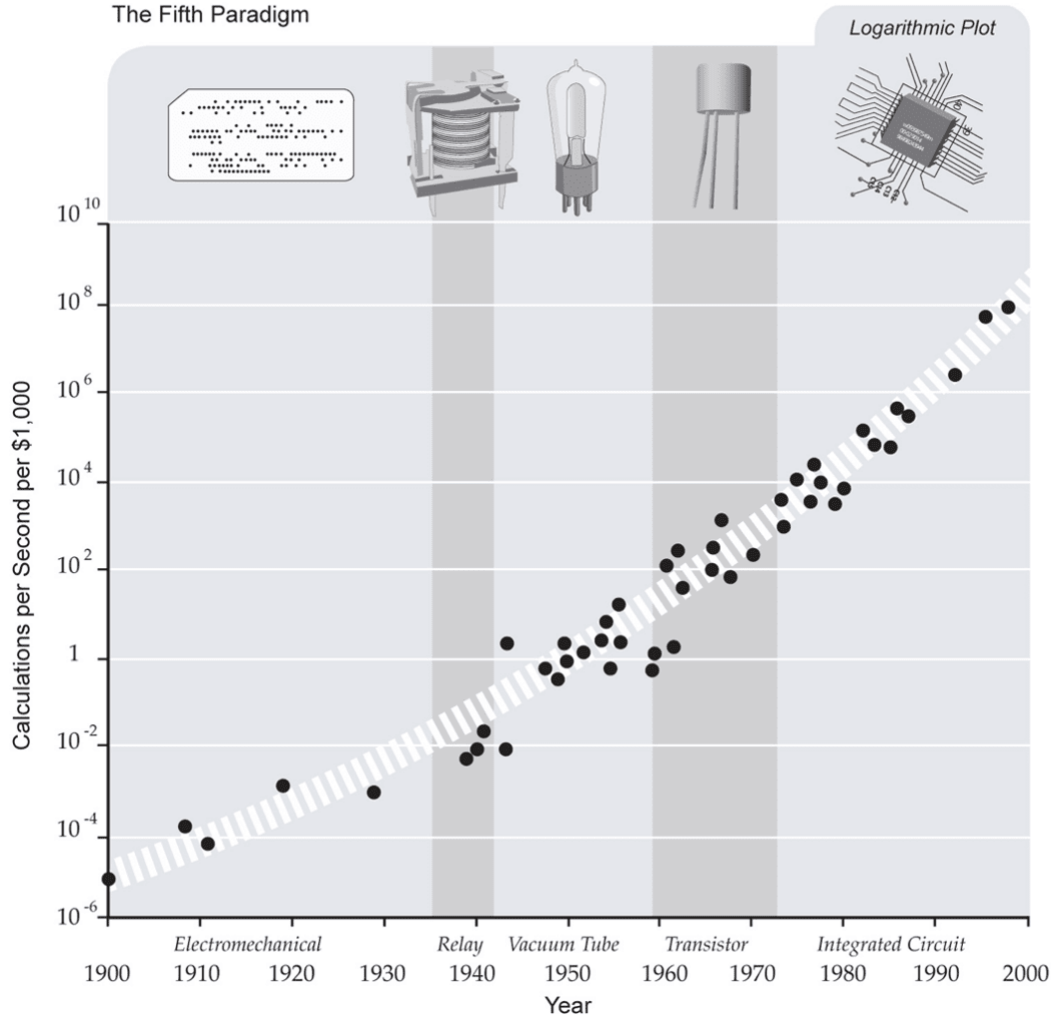 The Fifth Paradigm
Logarithmic Plot
10^10
10^8
10^6
10^4
10^2
1
10^-2
10^-4
10^-6
Calculations per Second per $1,000
Electromechanical Relay Vacuum Tube Transistor Integrated Circuit
1900 1910 1920 1930 1940 1950 1960 1970 1980 1990 2000
Year